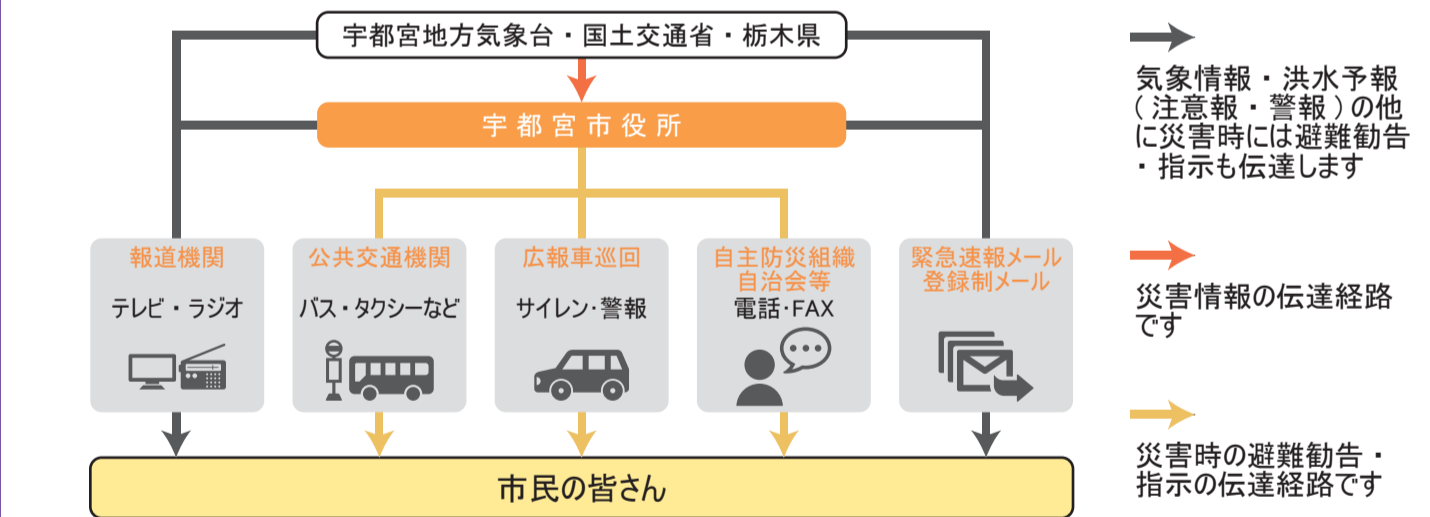 宇都宮地方気象台・国土交通省・栃木県
宇都宮市役所
報道機関
テレビ・ラジオ
公共交通機関
バス・タクシーなど
広報車巡回
サイレン・警報
自主防災組織
自治会等
電話・FAX
緊急速報メール
登録制メール
市民の皆さん
気象情報・洪水予報
(注意報・警報)の他
に災害時には避難勧告
・指示も伝達します
災害情報の伝達経路
です
災害時の避難勧告・
指示の伝達経路です